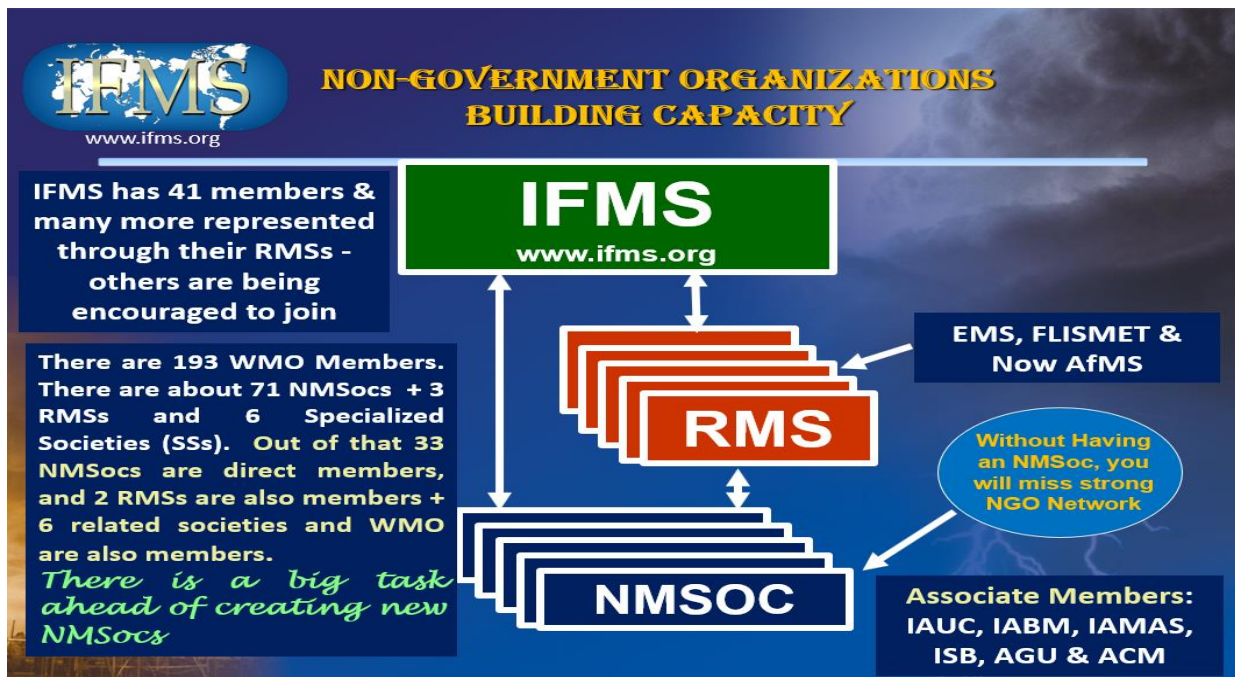 IFMS
www.ifms.org
NON-GOVERNMENT ORGANIZATIONS
BUILDING CAPACITY
IFMS has 41 members &
many more represented
through their RMSs -
others are being
encouraged to join
IFMS
www.ifms.org
There are 193 WMO Members.
There are about 71 NMSocs + 3
RMSs and 6 Specialized
Societies (SSs). Out of that 33
NMSocs are direct members,
and 2 RMSs are also members +
6 related societies and WMO
are also members.
There is a big task
ahead of creating new
NMSocs
RMS
EMS, FLISMET &
Now AfMS
Without Having
an NMSoc, you
will miss strong
NGO Network
NMSOC
Associate Members:
IAUC, IABM, IAMAS,
ISB, AGU & ACM